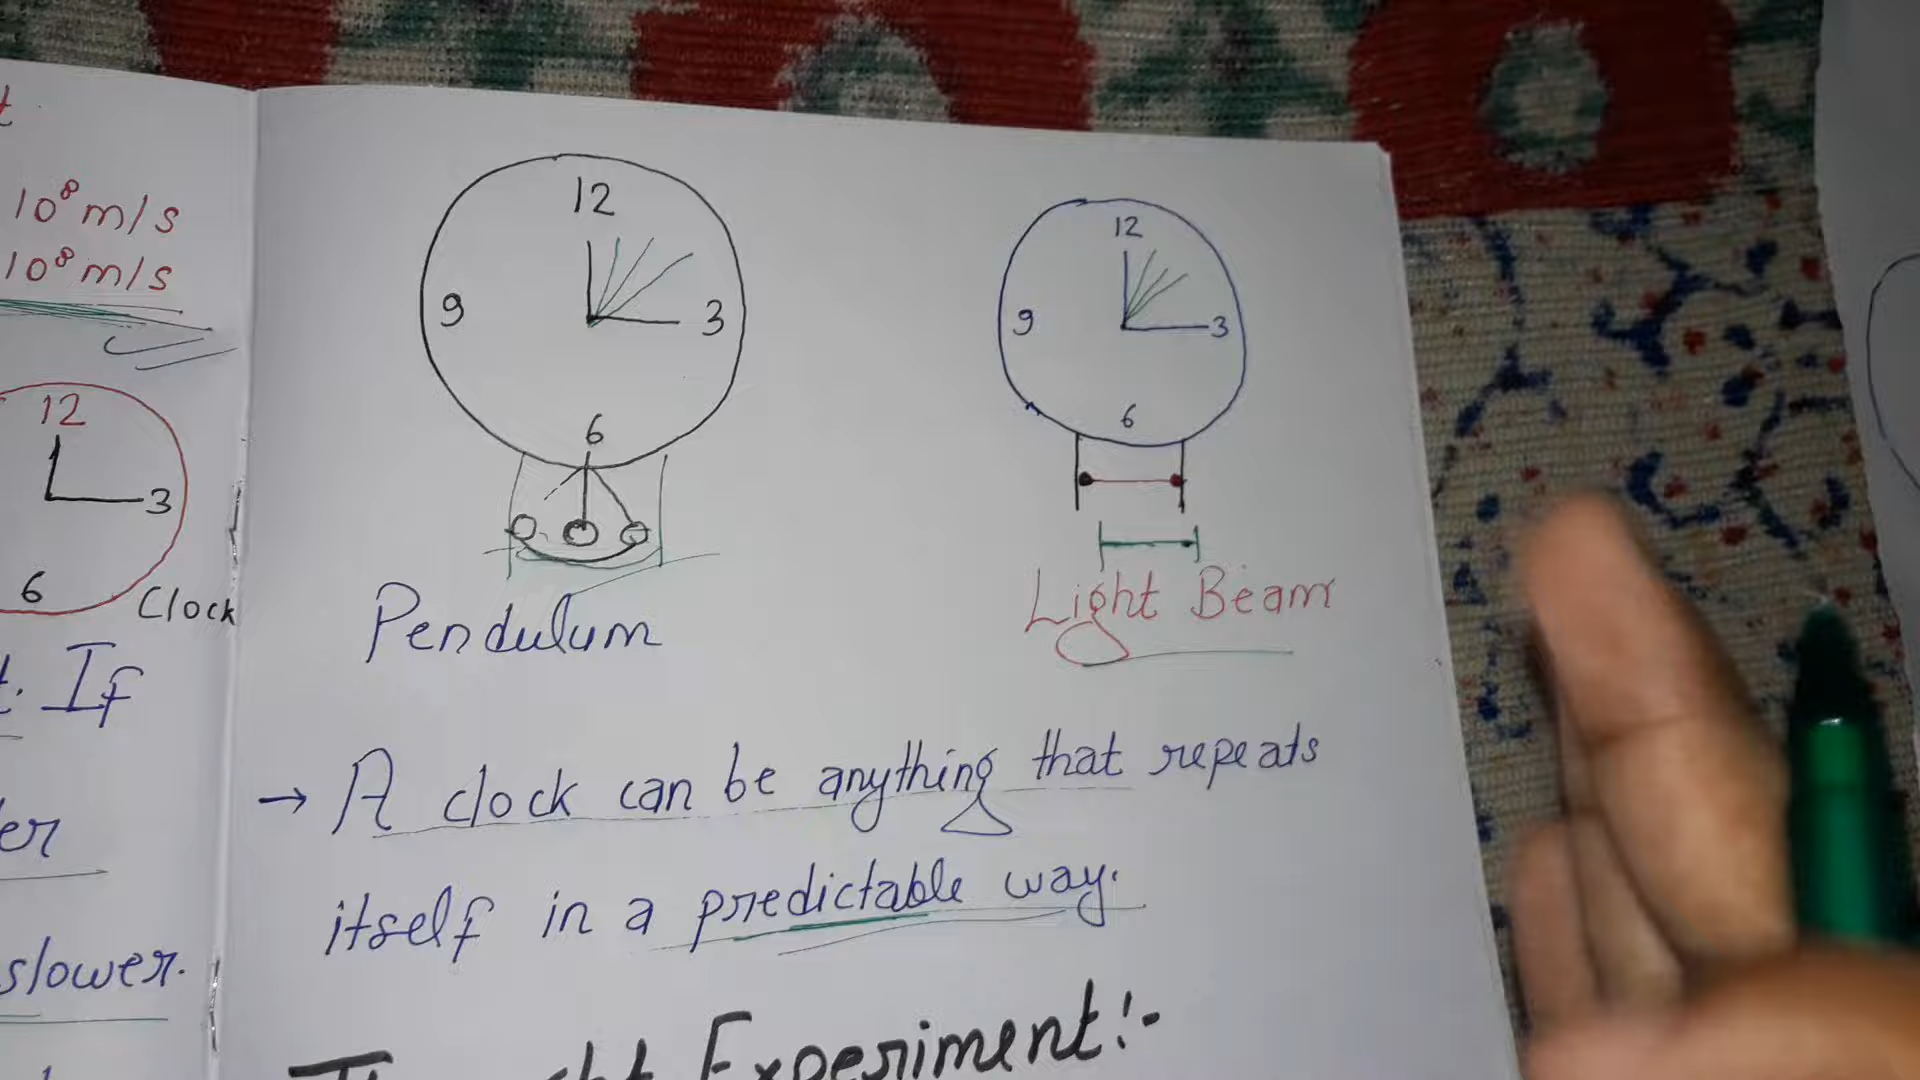 t
10⁸ m/s
10⁸ m/s
12
3
6
Clock
. If
er
slower.
12
9
3
6
Pendulum
12
9
3
6
Light Beam
→ A clock can be anything that repeats
itself in a predictable way.
Experiment:-